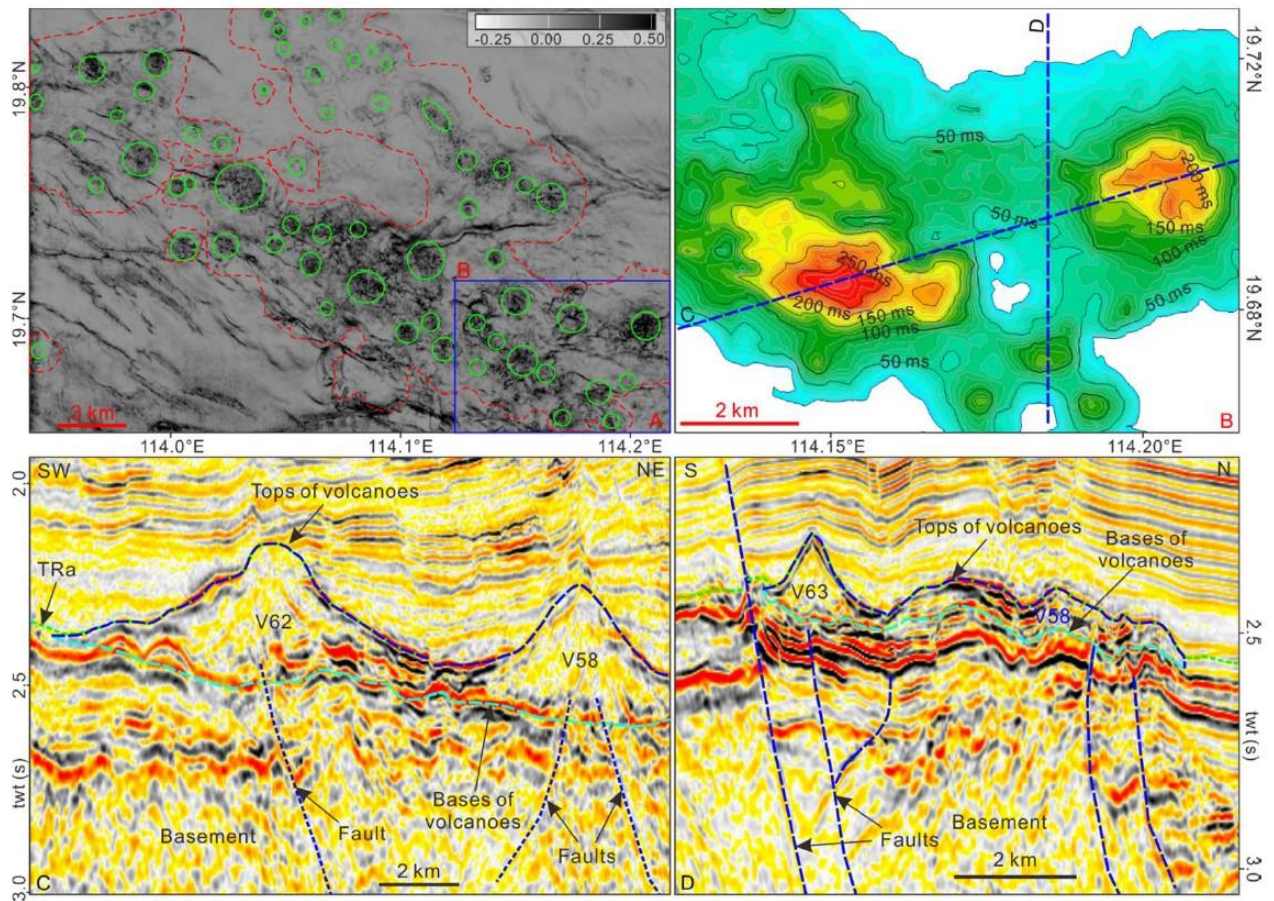 -0.25 0.00 0.25 0.50
19.8°N
19.7°N
B
3 km
A
114.0°E
114.1°E
114.2°E
D
19.72°N
50 ms
200 ms
50 ms
150 ms
100 ms
250 ms
C
200 ms
150 ms
100 ms
50 ms
50 ms
19.68°N
2 km
B
114.15°E
114.20°E
SW
NE
2.0
Tops of volcanoes
TRa
V62
V58
2.5
twt (s)
Bases of
volcanoes
Basement
Fault
Faults
2 km
3.0
C
S
N
Tops of volcanoes
Bases of
volcanoes
V63
V58
2.5
twt (s)
Faults
Basement
2 km
3.0
D